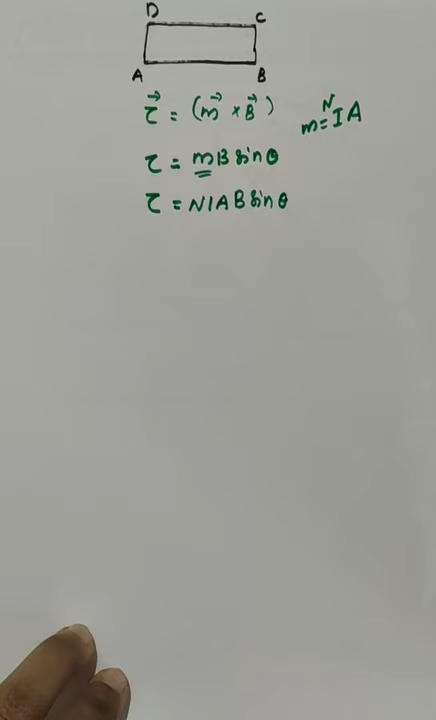 D C
A B
τ⃗ = (m⃗ × B⃗)
m = NIA
τ = mB sinθ
τ = NIAB sinθ